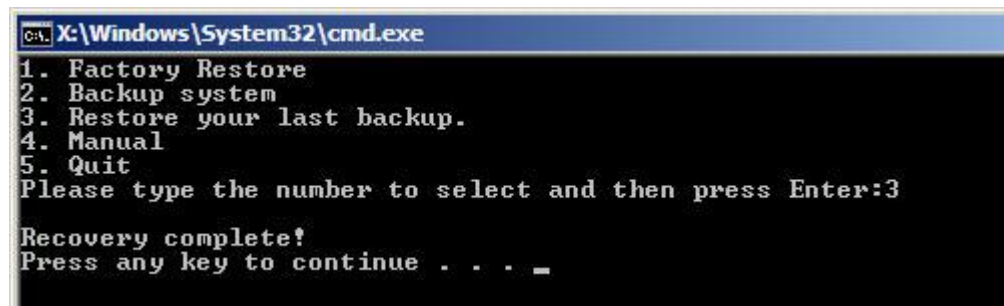 C:\. X:\Windows\System32\cmd.exe
1. Factory Restore
2. Backup system
3. Restore your last backup.
4. Manual
5. Quit
Please type the number to select and then press Enter:3
Recovery complete!
Press any key to continue . . . _